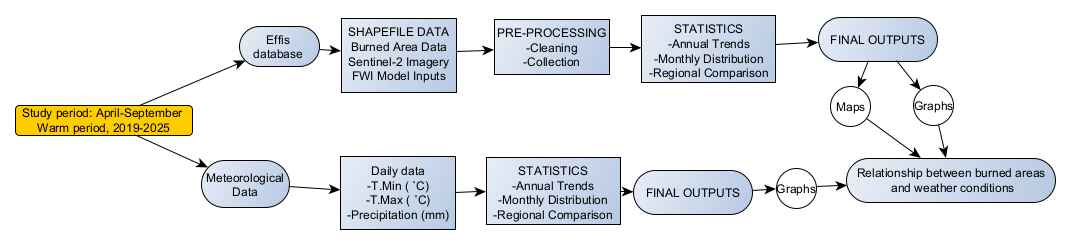 Study period: April-September
Warm period, 2019-2025
Effis
database
SHAPEFILE DATA
Burned Area Data
Sentinel-2 Imagery
FWI Model Inputs
PRE-PROCESSING
-Cleaning
-Collection
STATISTICS
-Annual Trends
-Monthly Distribution
-Regional Comparison
FINAL OUTPUTS
Maps
Graphs
Meteorological
Data
Daily data
-T.Min ( ˚C)
-T.Max ( ˚C)
-Precipitation (mm)
STATISTICS
-Annual Trends
-Monthly Distribution
-Regional Comparison
FINAL OUTPUTS
Graphs
Relationship between burned areas
and weather conditions